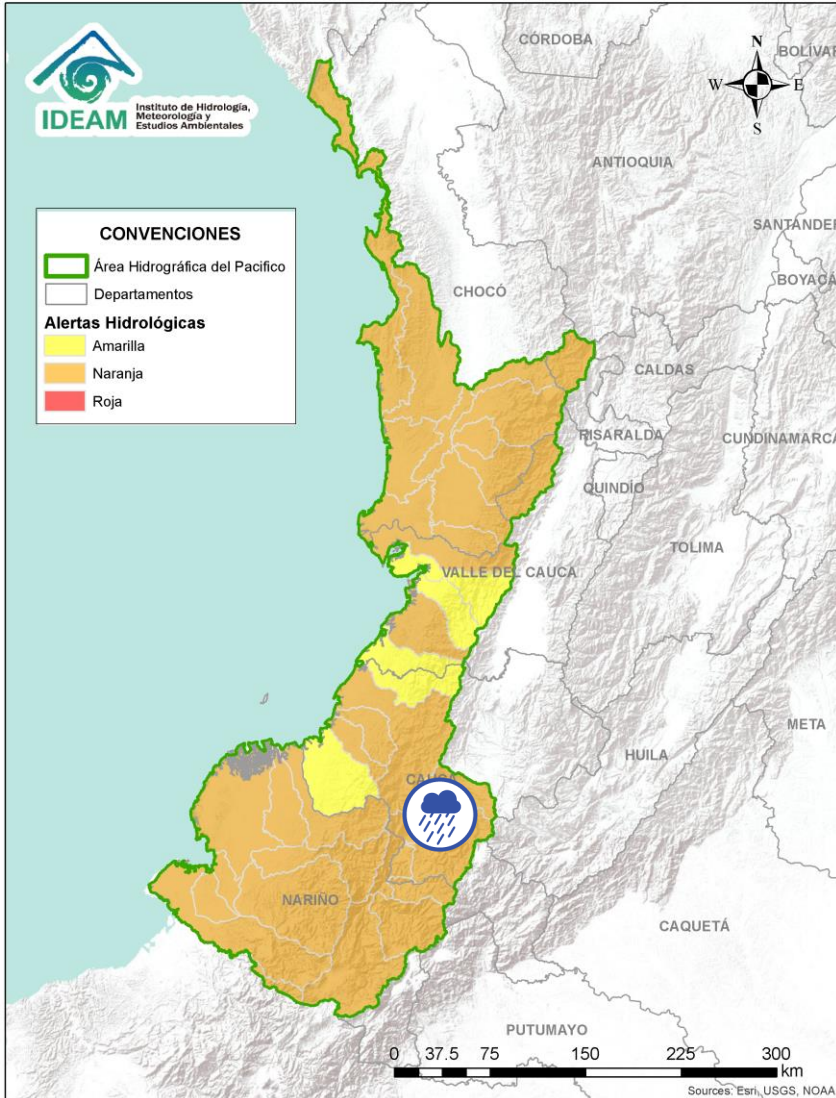 IDEAM
Instituto de Hidrología,
Meteorología y
Estudios Ambientales
CÓRDOBA
BOLÍVAR
N
W
E
S
ANTIOQUIA
SANTANDER
BOYACÁ
CONVENCIONES
Área Hidrográfica del Pacifico
Departamentos
Alertas Hidrológicas
Amarilla
Naranja
Roja
CHOCÓ
CALDAS
RISARALDA
CUNDINAMARCA
QUINDÍO
TOLIMA
VALLE DEL CAUCA
META
HUILA
CAUCA
NARIÑO
CAQUETÁ
PUTUMAYO
0 37.5 75 150 225 300
km
Sources: Esri, USGS, NOAA